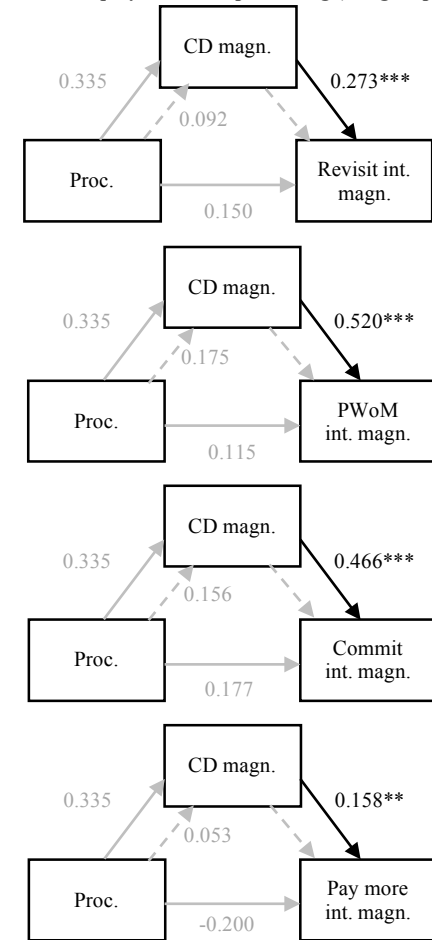 CD magn.
0.335
0.273***
0.092
Proc.
Revisit int.
magn.
0.150
CD magn.
0.335
0.520***
0.175
Proc.
PWoM
int. magn.
0.115
CD magn.
0.335
0.466***
0.156
Proc.
Commit
int. magn.
0.177
CD magn.
0.335
0.158**
0.053
Proc.
Pay more
int. magn.
-0.200